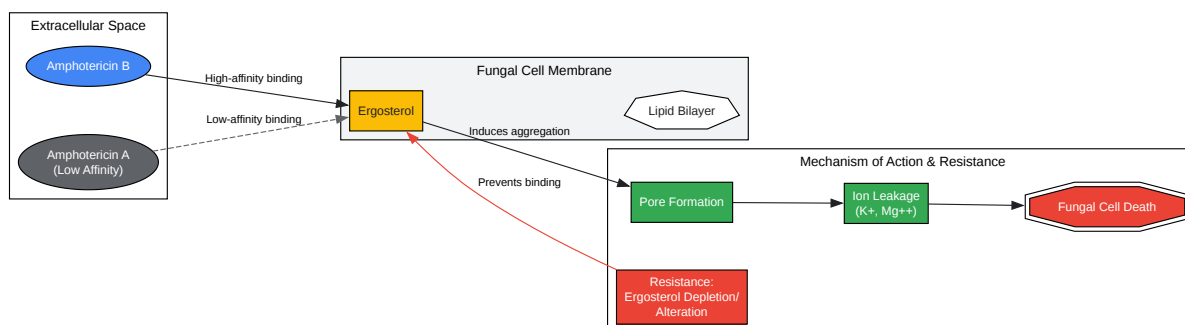 Extracellular Space
Amphotericin B
Amphotericin A
(Low Affinity)
High-affinity binding
Low-affinity binding
Fungal Cell Membrane
Ergosterol
Lipid Bilayer
Induces aggregation
Prevents binding
Mechanism of Action & Resistance
Pore Formation
Ion Leakage
(K+, Mg++)
Fungal Cell Death
Resistance:
Ergosterol Depletion/
Alteration